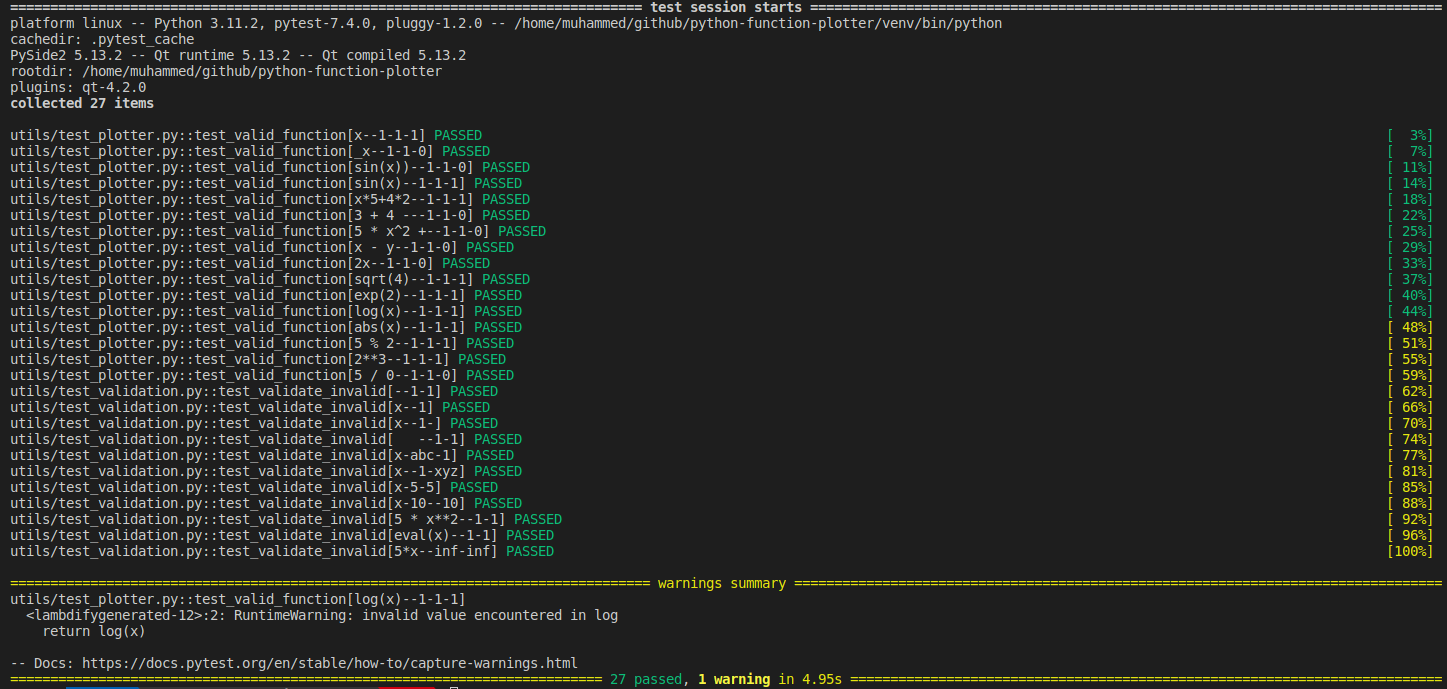 =============================================================================== test session starts ===============================================================================
platform linux -- Python 3.11.2, pytest-7.4.0, pluggy-1.2.0 -- /home/muhammed/github/python-function-plotter/venv/bin/python
cachedir: .pytest_cache
PySide2 5.13.2 -- Qt runtime 5.13.2 -- Qt compiled 5.13.2
rootdir: /home/muhammed/github/python-function-plotter
plugins: qt-4.2.0
collected 27 items
utils/test_plotter.py::test_valid_function[x--1-1-1] PASSED [  3%]
utils/test_plotter.py::test_valid_function[_x--1-1-0] PASSED [  7%]
utils/test_plotter.py::test_valid_function[sin(x))--1-1-0] PASSED [ 11%]
utils/test_plotter.py::test_valid_function[sin(x)--1-1-1] PASSED [ 14%]
utils/test_plotter.py::test_valid_function[x*5+4*2--1-1-1] PASSED [ 18%]
utils/test_plotter.py::test_valid_function[3 + 4 ---1-1-0] PASSED [ 22%]
utils/test_plotter.py::test_valid_function[5 * x^2 +--1-1-0] PASSED [ 25%]
utils/test_plotter.py::test_valid_function[x - y--1-1-0] PASSED [ 29%]
utils/test_plotter.py::test_valid_function[2x--1-1-0] PASSED [ 33%]
utils/test_plotter.py::test_valid_function[sqrt(4)--1-1-1] PASSED [ 37%]
utils/test_plotter.py::test_valid_function[exp(2)--1-1-1] PASSED [ 40%]
utils/test_plotter.py::test_valid_function[log(x)--1-1-1] PASSED [ 44%]
utils/test_plotter.py::test_valid_function[abs(x)--1-1-1] PASSED [ 48%]
utils/test_plotter.py::test_valid_function[5 % 2--1-1-1] PASSED [ 51%]
utils/test_plotter.py::test_valid_function[2**3--1-1-1] PASSED [ 55%]
utils/test_plotter.py::test_valid_function[5 / 0--1-1-0] PASSED [ 59%]
utils/test_validation.py::test_validate_invalid[--1-1] PASSED [ 62%]
utils/test_validation.py::test_validate_invalid[x--1] PASSED [ 66%]
utils/test_validation.py::test_validate_invalid[x--1-] PASSED [ 70%]
utils/test_validation.py::test_validate_invalid[   --1-1] PASSED [ 74%]
utils/test_validation.py::test_validate_invalid[x-abc-1] PASSED [ 77%]
utils/test_validation.py::test_validate_invalid[x--1-xyz] PASSED [ 81%]
utils/test_validation.py::test_validate_invalid[x-5-5] PASSED [ 85%]
utils/test_validation.py::test_validate_invalid[x-10--10] PASSED [ 88%]
utils/test_validation.py::test_validate_invalid[5 * x**2--1-1] PASSED [ 92%]
utils/test_validation.py::test_validate_invalid[eval(x)--1-1] PASSED [ 96%]
utils/test_validation.py::test_validate_invalid[5*x--inf-inf] PASSED [100%]
================================================================================ warnings summary =================================================================================
utils/test_plotter.py::test_valid_function[log(x)--1-1-1]
  <lambdifygenerated-12>:2: RuntimeWarning: invalid value encountered in log
    return log(x)
-- Docs: https://docs.pytest.org/en/stable/how-to/capture-warnings.html
========================================================================== 27 passed, 1 warning in 4.95s ==========================================================================